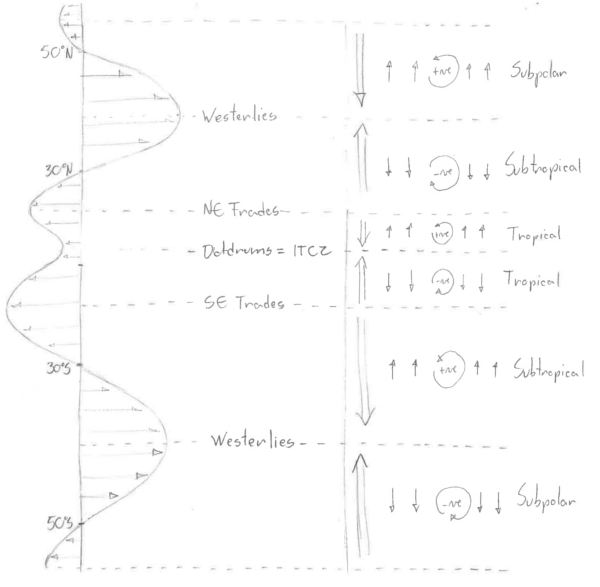 50°N
+ve Subpolar
Westerlies
30°N
-ve Subtropical
NE Trades
+ve Tropical
Doldrums = ITCZ
-ve Tropical
SE Trades
30°S
+ve Subtropical
Westerlies
50°S
-ve Subpolar